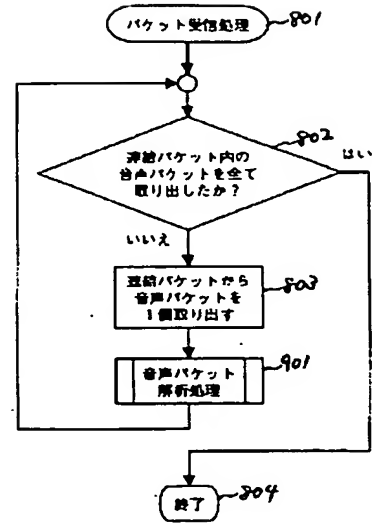 パケット受信処理
801
802
連結パケット内の
音声パケットを全て
取り出したか?
はい
いいえ
連結パケットから
音声パケットを
1個取り出す
803
音声パケット
解析処理
901
終了
804